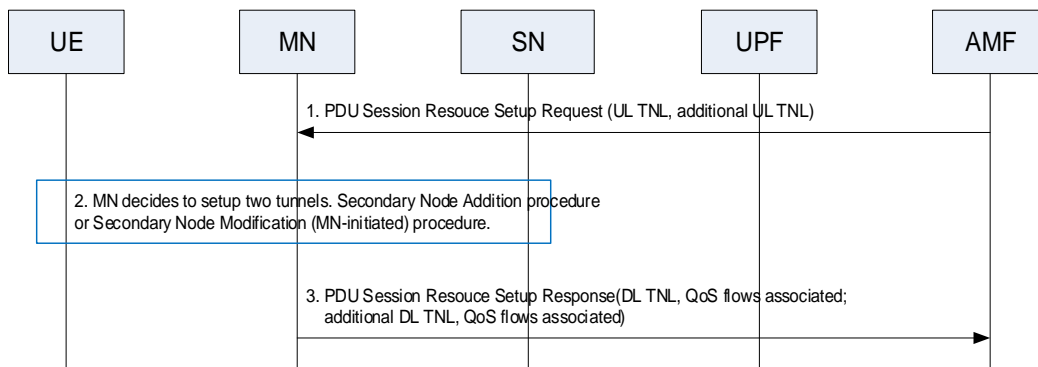 UE
MN
SN
UPF
AMF
1. PDU Session Resouce Setup Request (UL TNL, additional UL TNL)
2. MN decides to setup two tunnels. Secondary Node Addition procedure
or Secondary Node Modification (MN-initiated) procedure.
3. PDU Session Resouce Setup Response(DL TNL, QoS flows associated;
additional DL TNL, QoS flows associated)